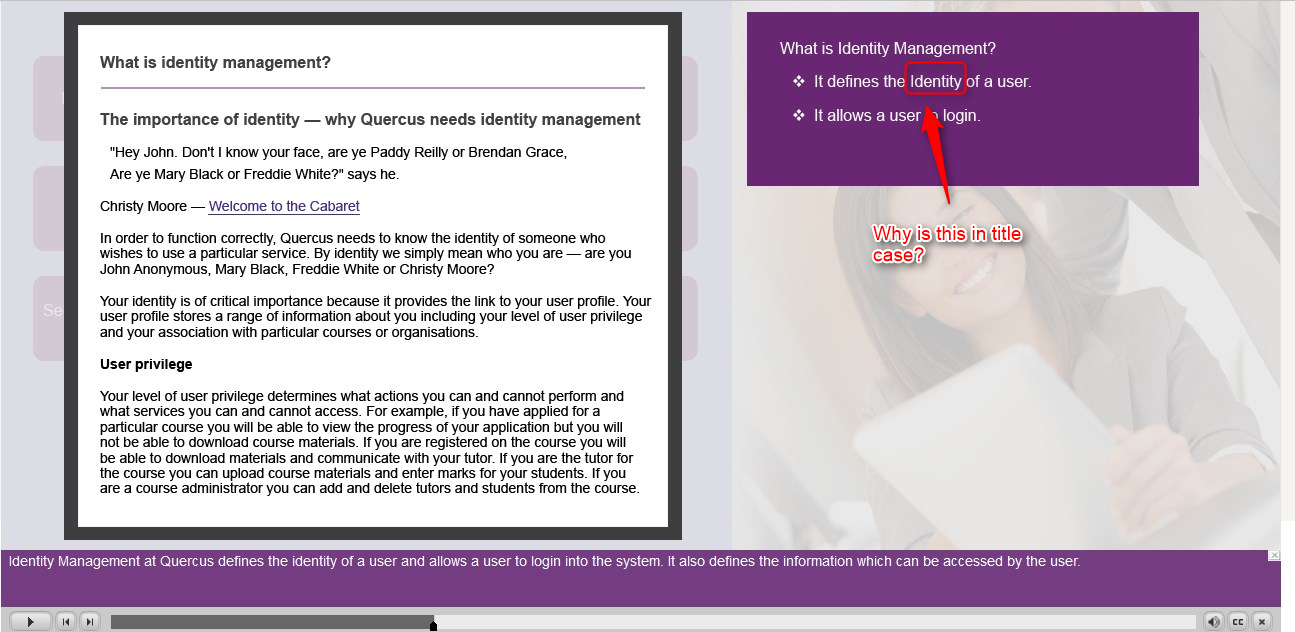 What is identity management?
The importance of identity — why Quercus needs identity management
"Hey John. Don't I know your face, are ye Paddy Reilly or Brendan Grace,
Are ye Mary Black or Freddie White?" says he.
Christy Moore — Welcome to the Cabaret
In order to function correctly, Quercus needs to know the identity of someone who
wishes to use a particular service. By identity we simply mean who you are — are you
John Anonymous, Mary Black, Freddie White or Christy Moore?
Your identity is of critical importance because it provides the link to your user profile. Your
user profile stores a range of information about you including your level of user privilege
and your association with particular courses or organisations.
User privilege
Your level of user privilege determines what actions you can and cannot perform and
what services you can and cannot access. For example, if you have applied for a
particular course you will be able to view the progress of your application but you will
not be able to download course materials. If you are registered on the course you will
be able to download materials and communicate with your tutor. If you are the tutor for
the course you can upload course materials and enter marks for your students. If you
are a course administrator you can add and delete tutors and students from the course.
Se
What is Identity Management?
❖ It defines the Identity of a user.
❖ It allows a user to login.
Why is this in title
case?
Identity Management at Quercus defines the identity of a user and allows a user to login into the system. It also defines the information which can be accessed by the user.
CC